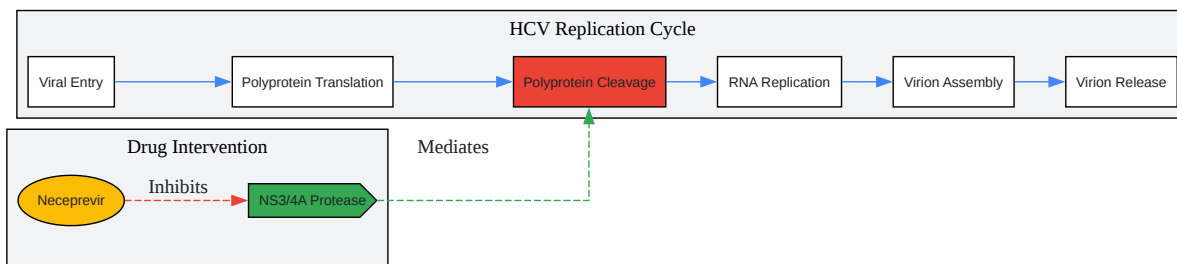 HCV Replication Cycle
Viral Entry
Polyprotein Translation
Polyprotein Cleavage
RNA Replication
Virion Assembly
Virion Release
Drug Intervention
Mediates
Neceprevir
Inhibits
NS3/4A Protease